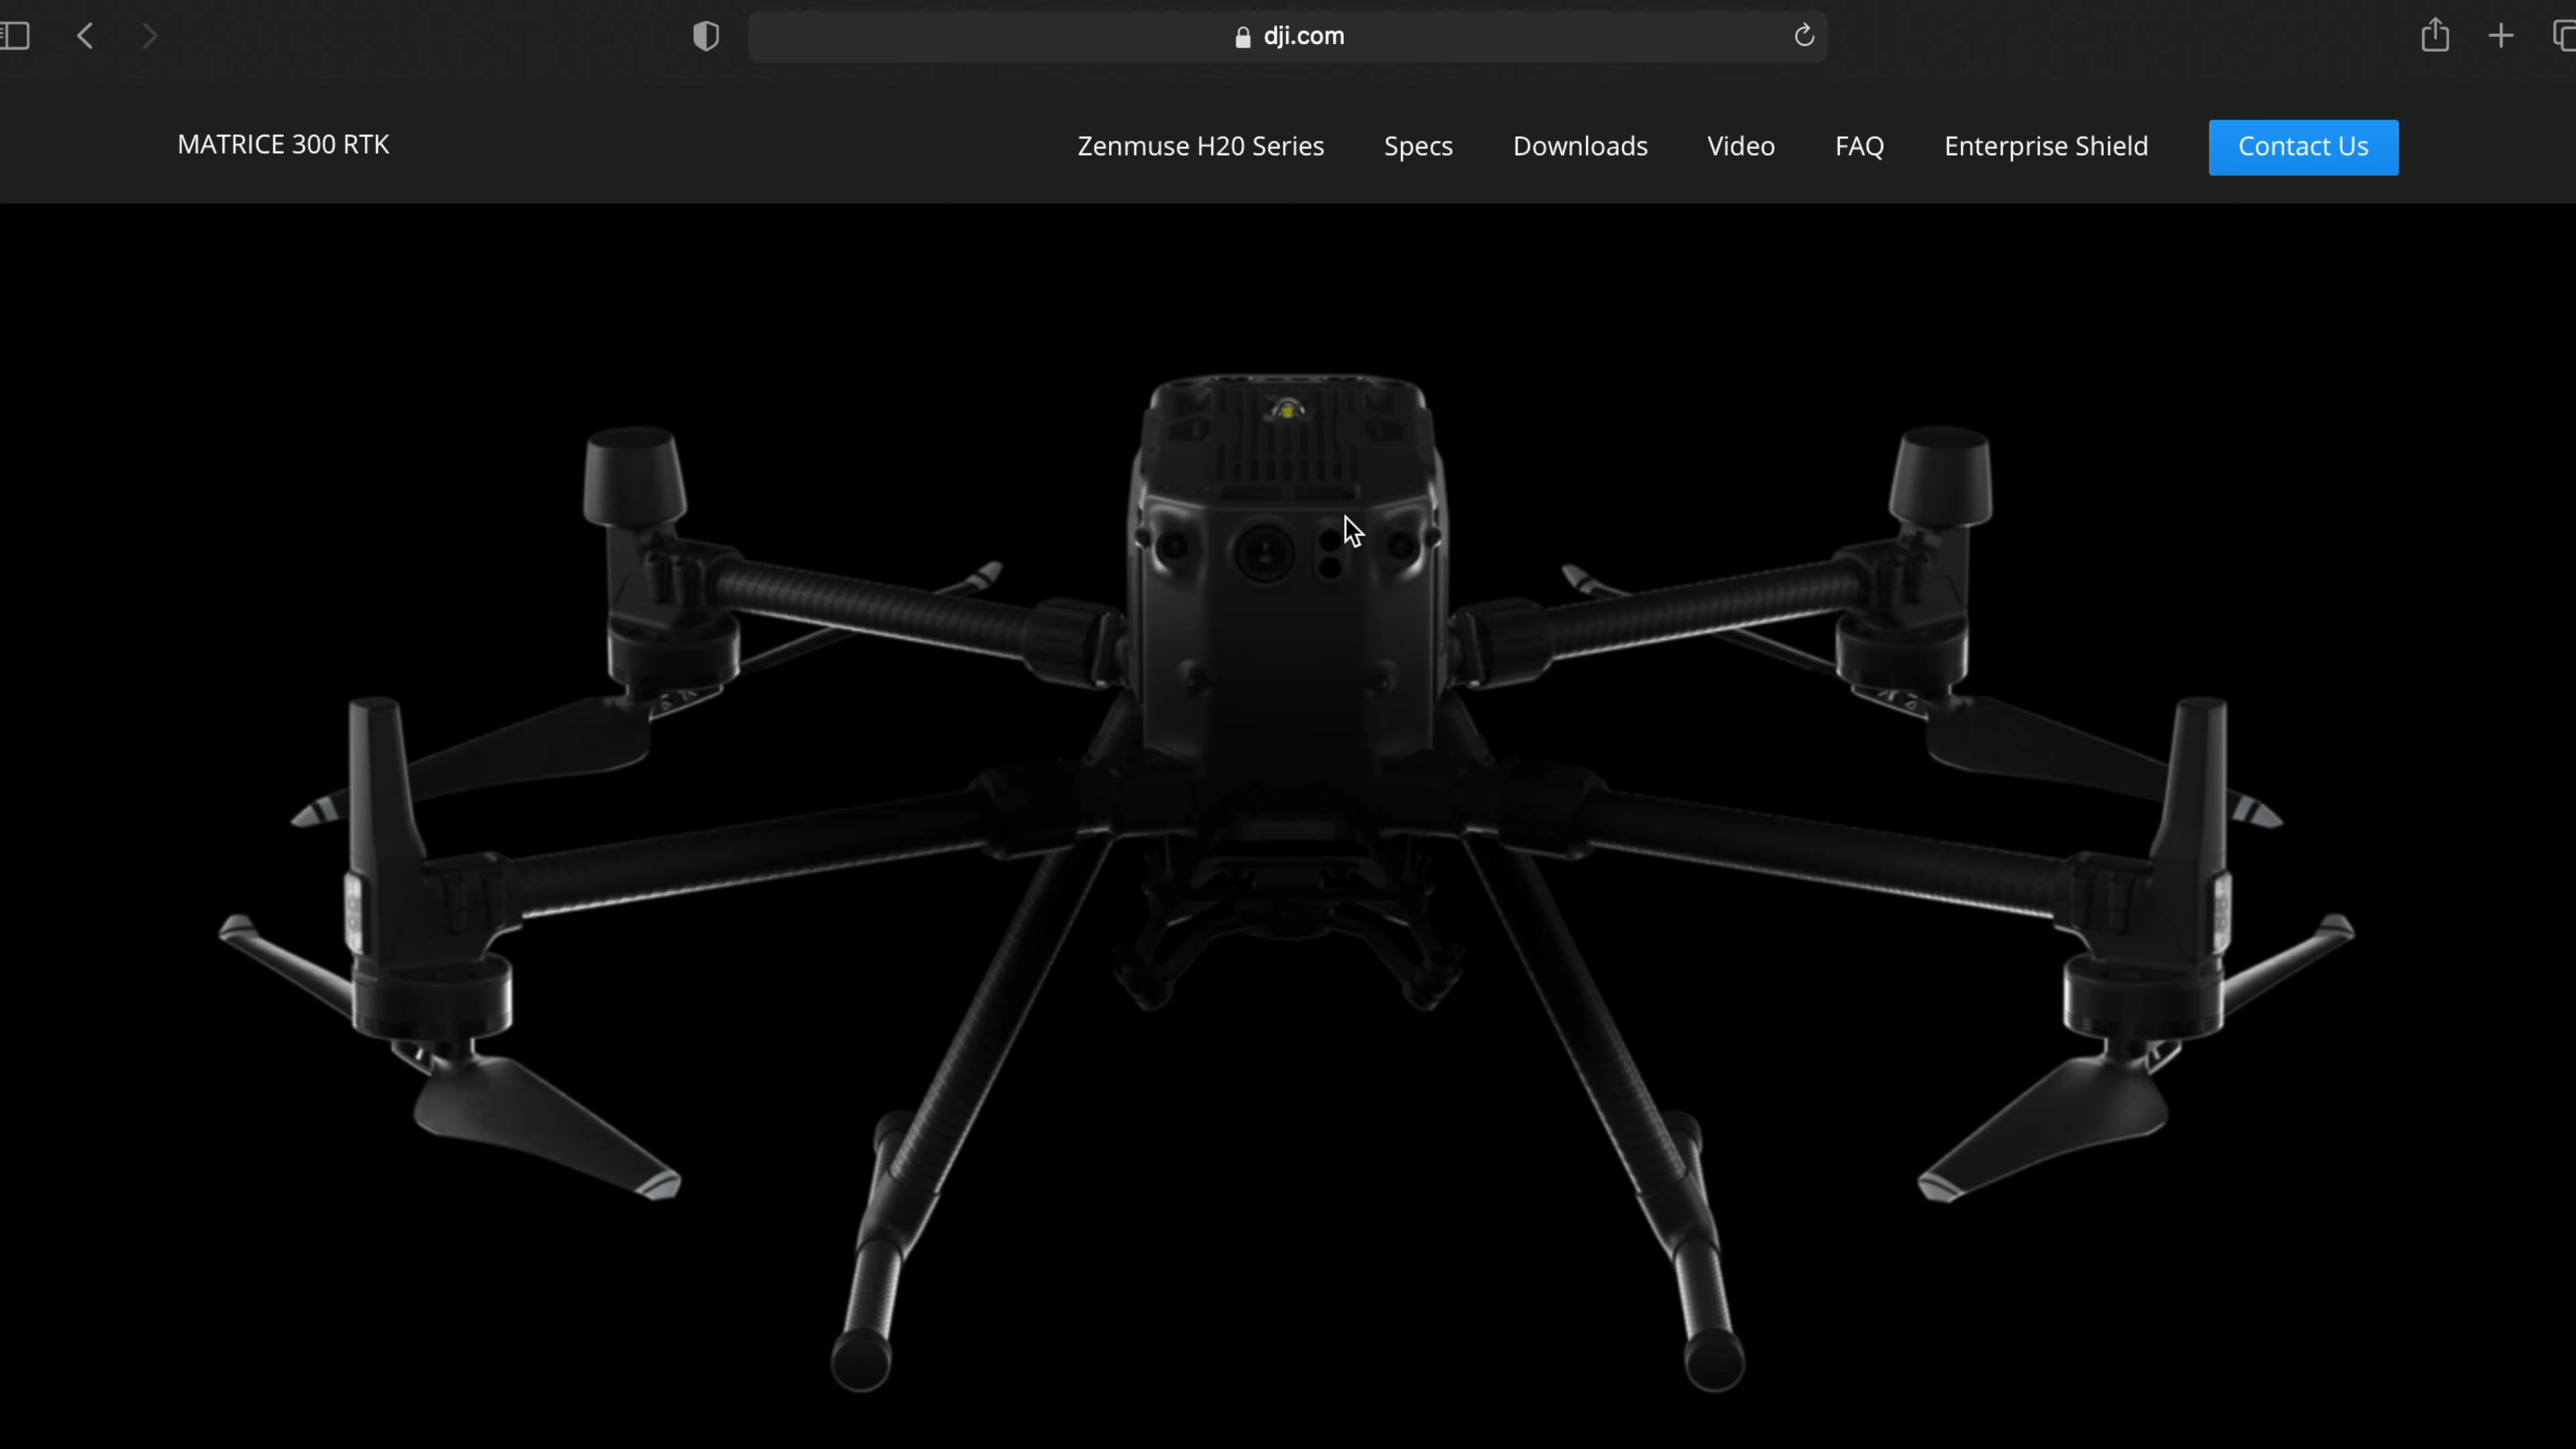 dji.com
MATRICE 300 RTK
Zenmuse H20 Series
Specs
Downloads
Video
FAQ
Enterprise Shield
Contact Us